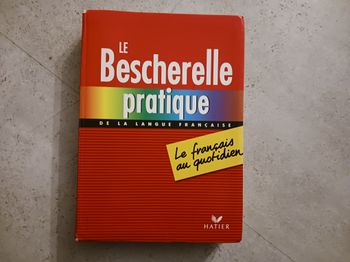 LE
Bescherelle
pratique
DE LA LANGUE FRANÇAISE
Le français
au quotidien
HATIER